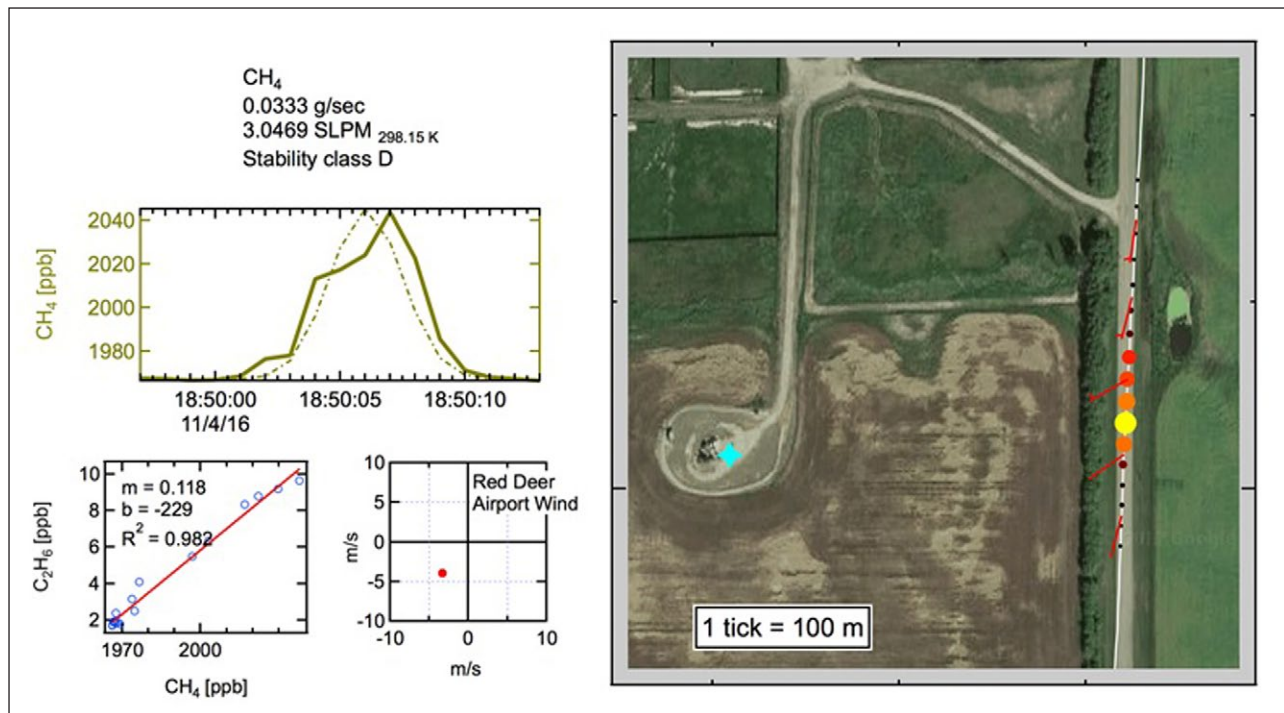 CH4
0.0333 g/sec
3.0469 SLPM 298.15 K
Stability class D
CH4 [ppb]
2040
2020
2000
1980
18:50:00
18:50:05
18:50:10
11/4/16
C2H6 [ppb]
10
8
6
4
2
m = 0.118
b = -229
R2 = 0.982
1970
2000
CH4 [ppb]
m/s
10
5
0
-5
-10
Red Deer
Airport Wind
-10
0
10
m/s
1 tick = 100 m